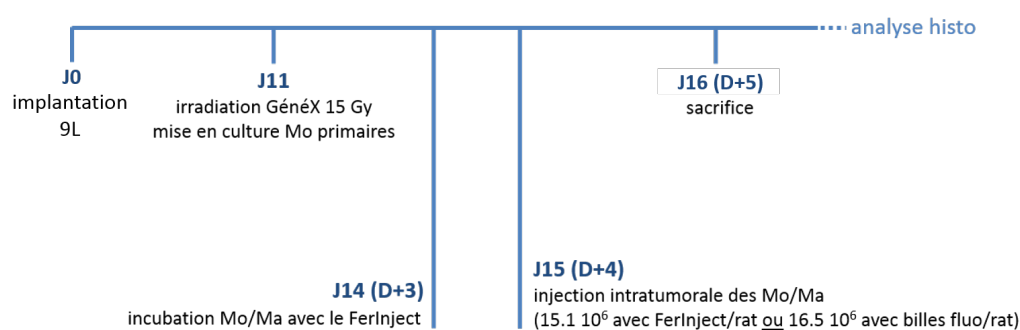 analyse histo
J0
implantation
9L
J11
irradiation GénéX 15 Gy
mise en culture Mo primaires
J16 (D+5)
sacrifice
J14 (D+3)
incubation Mo/Ma avec le FerInject
J15 (D+4)
injection intratumorale des Mo/Ma
(15.1 10⁶ avec FerInject/rat ou 16.5 10⁶ avec billes fluo/rat)